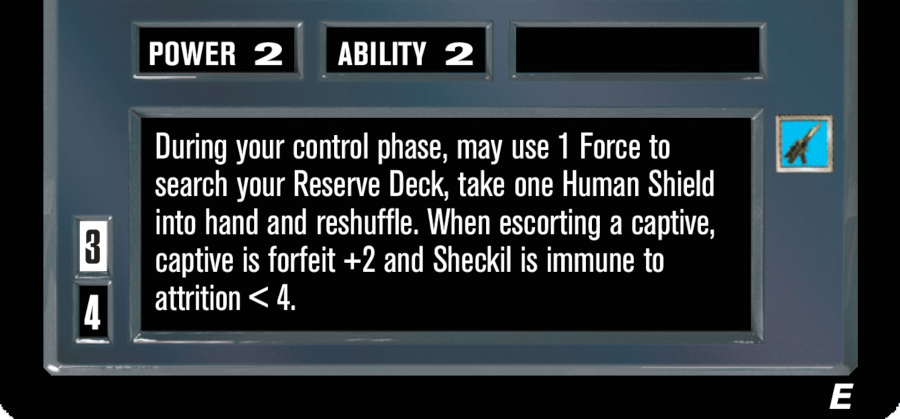 POWER 2 ABILITY 2
During your control phase, may use 1 Force to
search your Reserve Deck, take one Human Shield
into hand and reshuffle. When escorting a captive,
captive is forfeit +2 and Sheckil is immune to
attrition < 4.
3
4
E